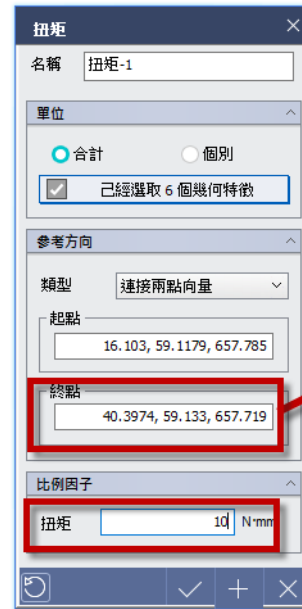 扭矩
名稱 扭矩-1
單位
合計 個別
己經選取 6 個幾何特徵
參考方向
類型 連接兩點向量
起點
16.103, 59.1179, 657.785
終點
40.3974, 59.133, 657.719
比例因子
扭矩 10 N·mm